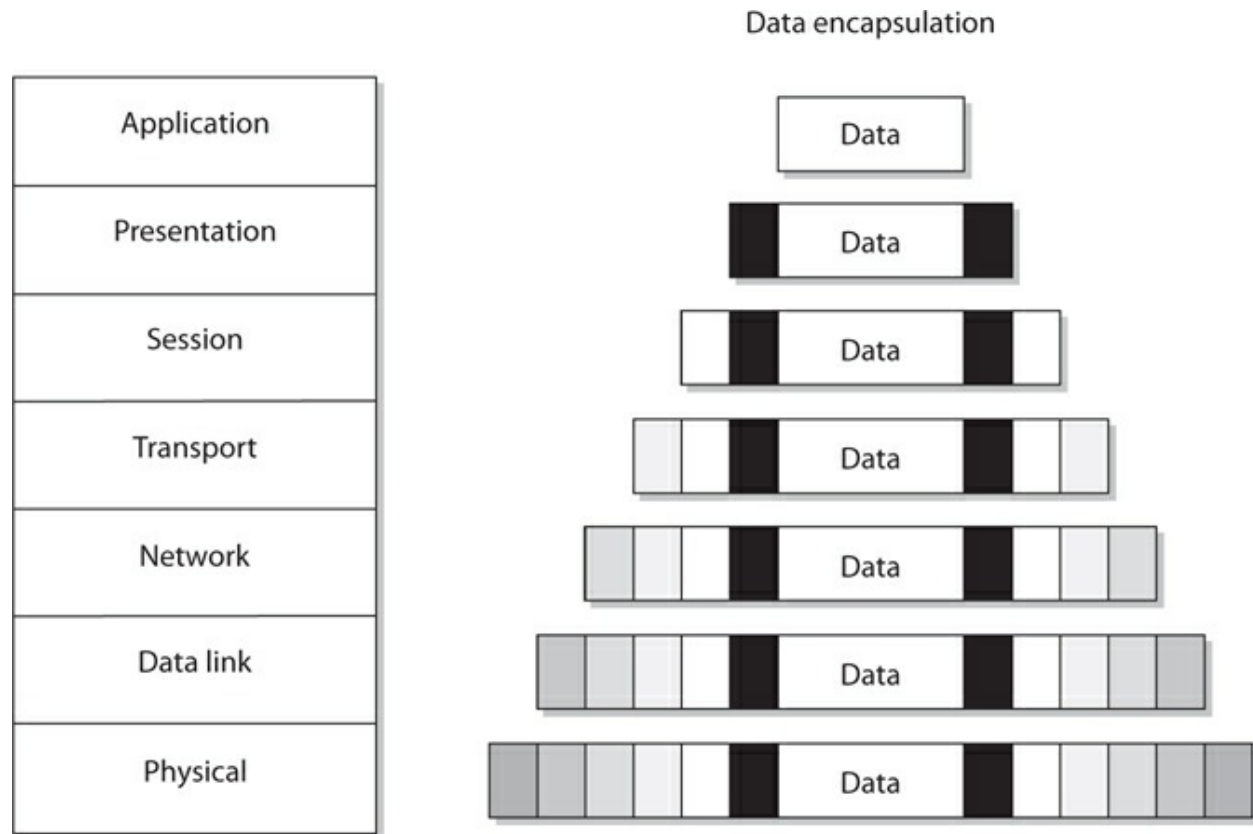 Data encapsulation
Application
Data
Presentation
Data
Session
Data
Transport
Data
Network
Data
Data link
Data
Physical
Data